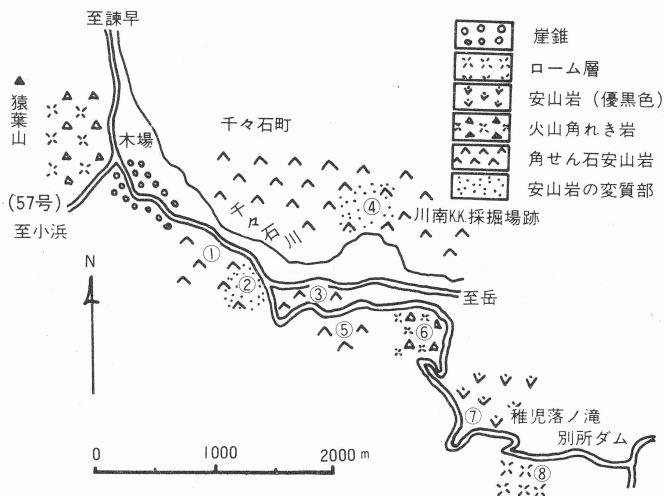 至諫早
猿葉山
木場
千々石町
千々石川
(57号)
至小浜
N
川南KK.採掘場跡
至岳
①
②
③
④
⑤
⑥
⑦
⑧
稚児落ノ滝
別所ダム
0 1000 2000 m
崖錐
ローム層
安山岩(優黒色)
火山角れき岩
角せん石安山岩
安山岩の変質部